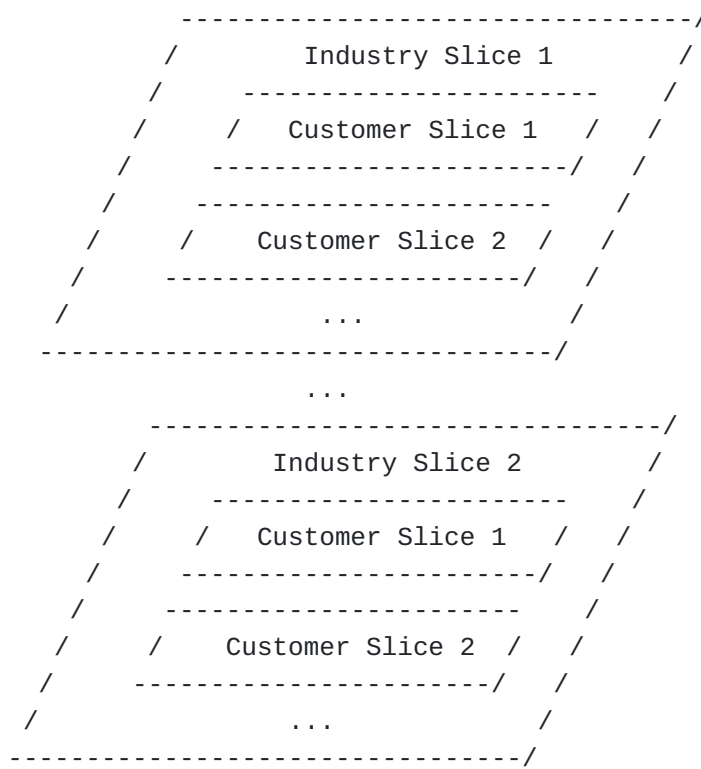 Industry Slice 1
Customer Slice 1
Customer Slice 2
...
...
Industry Slice 2
Customer Slice 1
Customer Slice 2
...